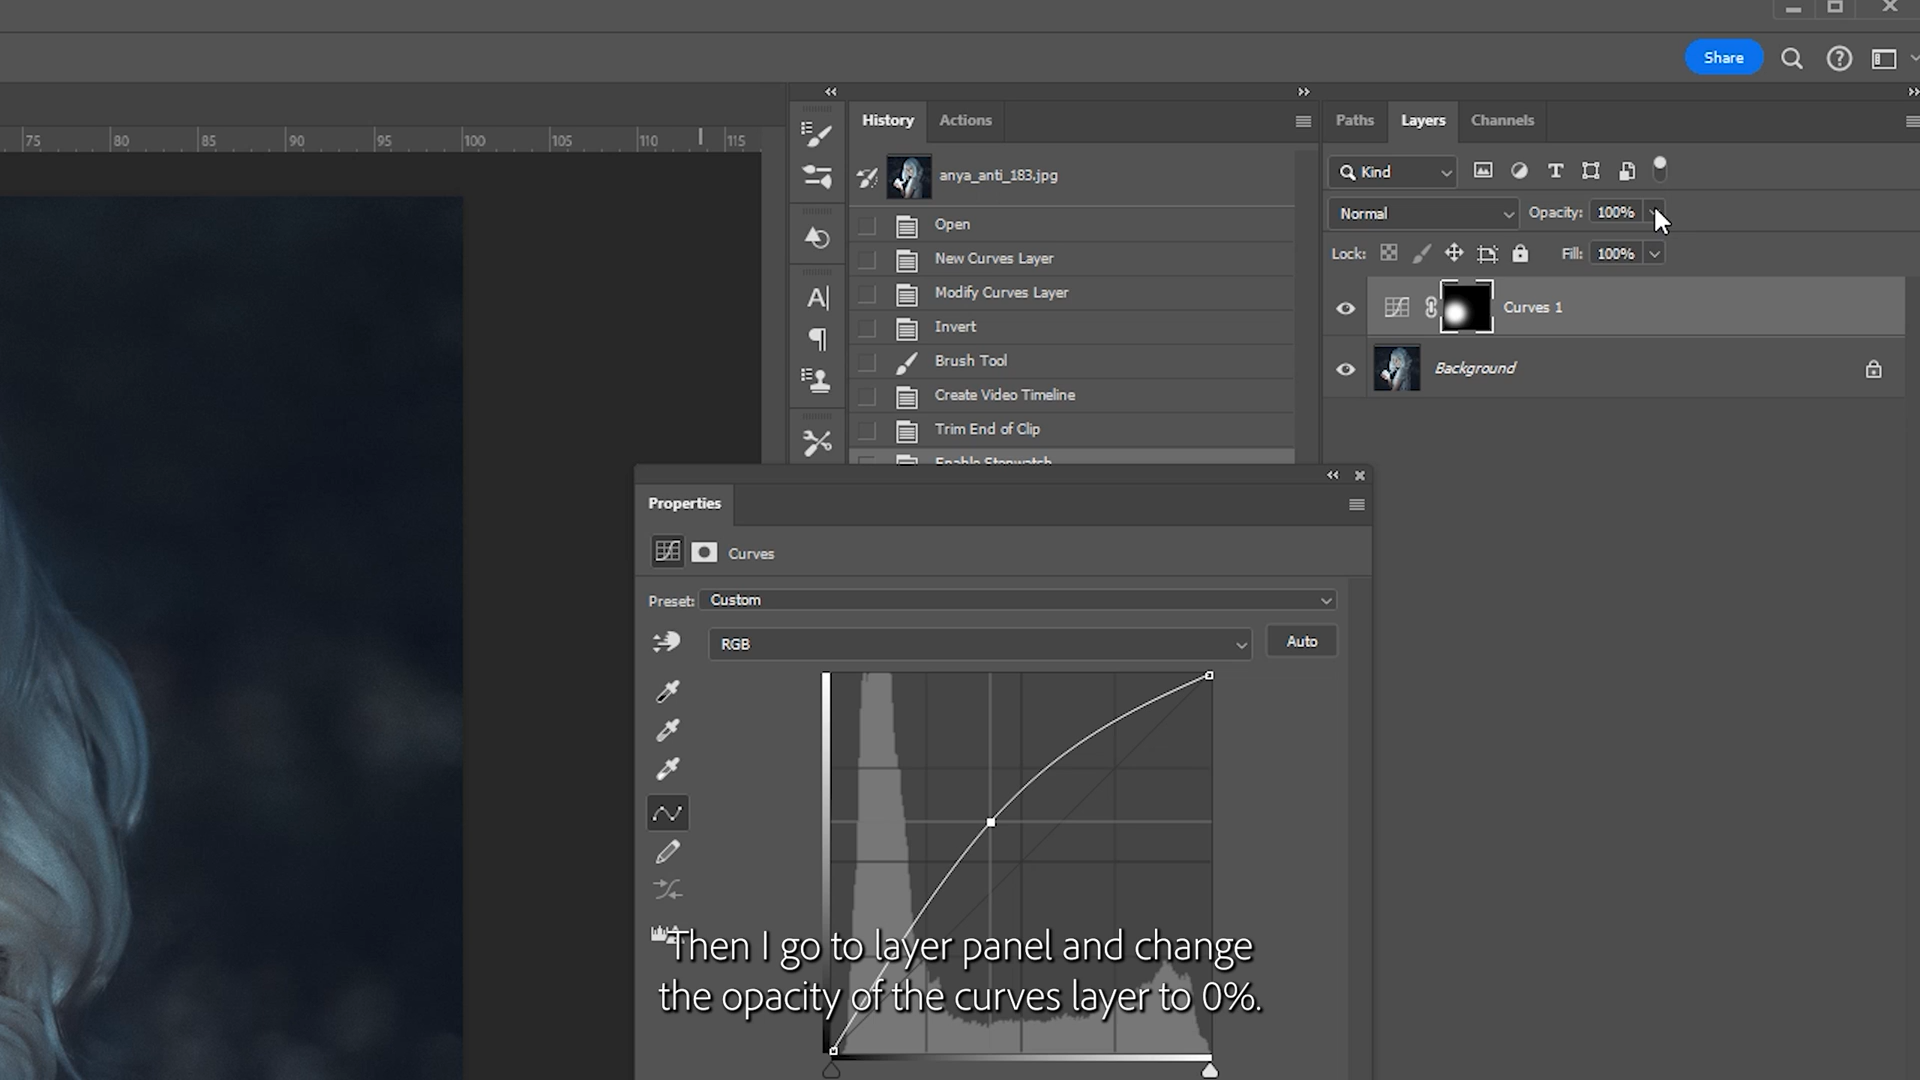 Share
75 80 85 90 95 100 105 110 115
History Actions
Paths Layers Channels
anya_anti_183.jpg
Kind
Open
Normal Opacity: 100%
New Curves Layer
Lock: Fill: 100%
Modify Curves Layer
Curves 1
Invert
Brush Tool
Background
Create Video Timeline
Trim End of Clip
Enable Stopwatch
Properties
Curves
Preset: Custom
RGB Auto
Then I go to layer panel and change
the opacity of the curves layer to 0%.